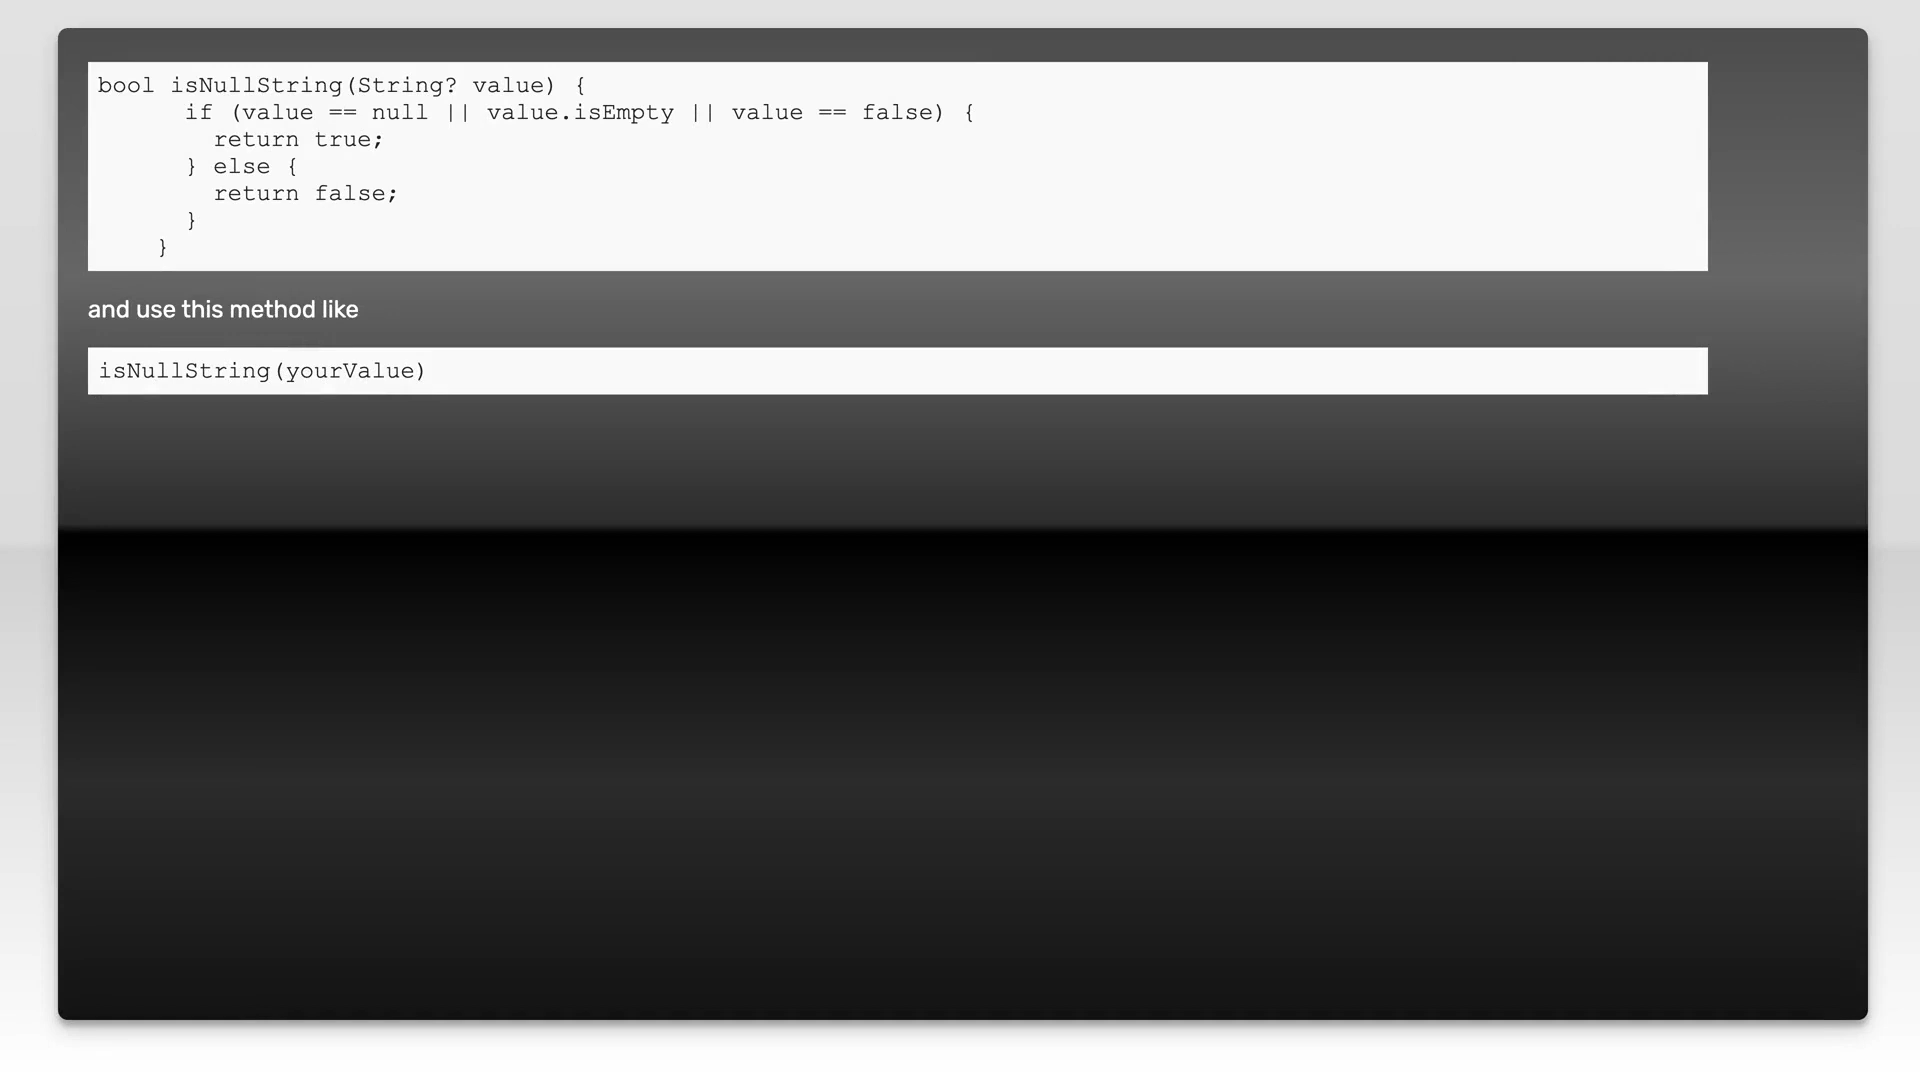 bool isNullString(String? value) {
      if (value == null || value.isEmpty || value == false) {
        return true;
      } else {
        return false;
      }
    }
and use this method like
isNullString(yourValue)